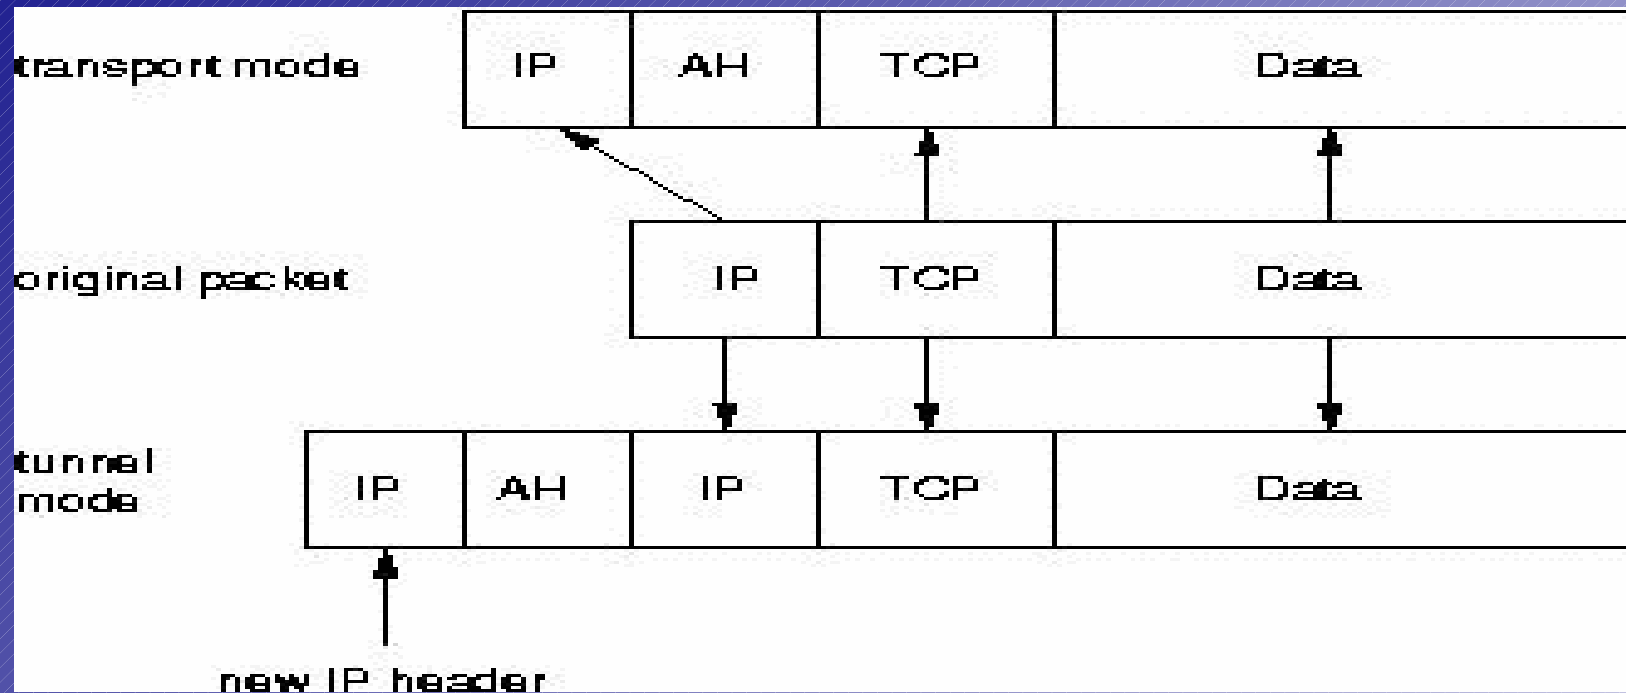 transport mode IP AH TCP Data
original packet IP TCP Data
tunnel
mode
IP AH IP TCP Data
new IP header